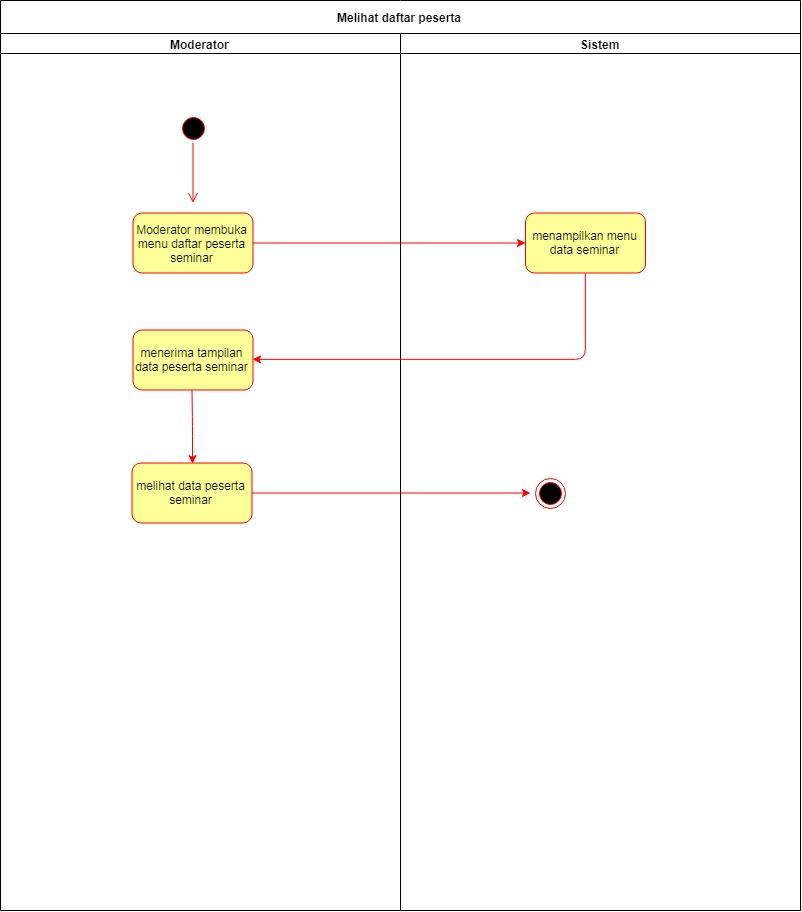 Melihat daftar peserta
Moderator
Sistem
Moderator membuka
menu daftar peserta
seminar
menampilkan menu
data seminar
menerima tampilan
data peserta seminar
melihat data peserta
seminar